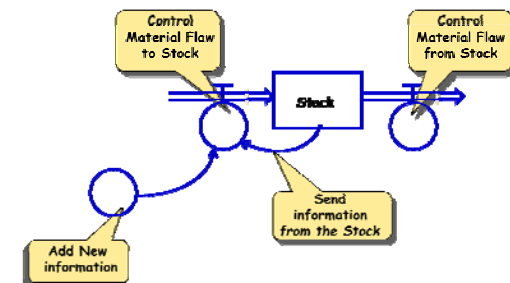 Control
Material Flaw
to Stock
Control
Material Flaw
from Stock
Stock
Send
information
from the Stock
Add New
information